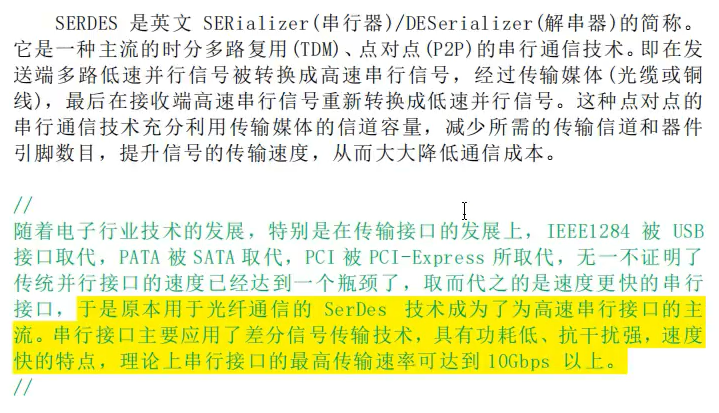 SERDES 是英文 SERializer(串行器)/DESerializer(解串器)的简称。
它是一种主流的时分多路复用(TDM)、点对点(P2P)的串行通信技术。即在发
送端多路低速并行信号被转换成高速串行信号，经过传输媒体(光缆或铜
线)，最后在接收端高速串行信号重新转换成低速并行信号。这种点对点的
串行通信技术充分利用传输媒体的信道容量，减少所需的传输信道和器件
引脚数目，提升信号的传输速度，从而大大降低通信成本。
//
随着电子行业技术的发展，特别是在传输接口的发展上，IEEE1284 被 USB
接口取代，PATA 被 SATA 取代，PCI 被 PCI-Express 所取代，无一不证明了
传统并行接口的速度已经达到一个瓶颈了，取而代之的是速度更快的串行
接口，于是原本用于光纤通信的 SerDes 技术成为了为高速串行接口的主
流。串行接口主要应用了差分信号传输技术，具有功耗低、抗干扰强，速度
快的特点，理论上串行接口的最高传输速率可达到 10Gbps 以上。
//